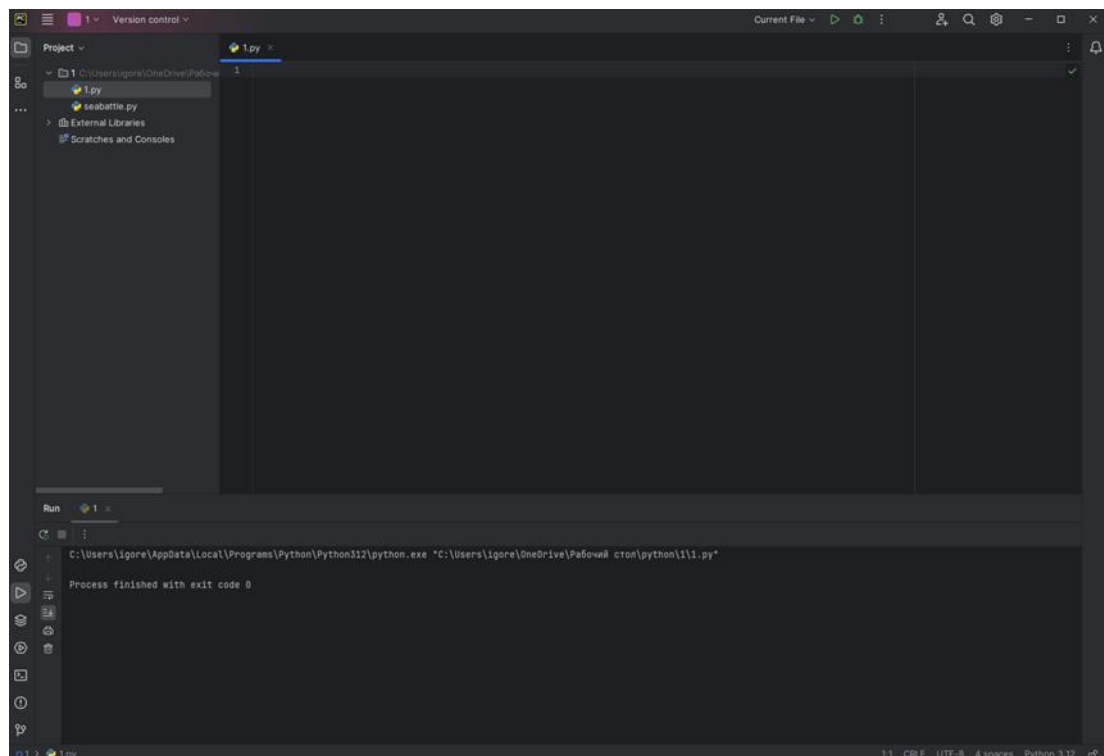 1 Version control Current File
Project 1.py
1 C:\Users\igore\OneDrive\Рабочи 1
1.py
seabattle.py
External Libraries
Scratches and Consoles
Run 1
C:\Users\igore\AppData\Local\Programs\Python\Python312\python.exe "C:\Users\igore\OneDrive\Рабочий стол\python\1\1.py"
Process finished with exit code 0
1 > 1.py 1:1 CRLF UTF-8 4 spaces Python 3.12